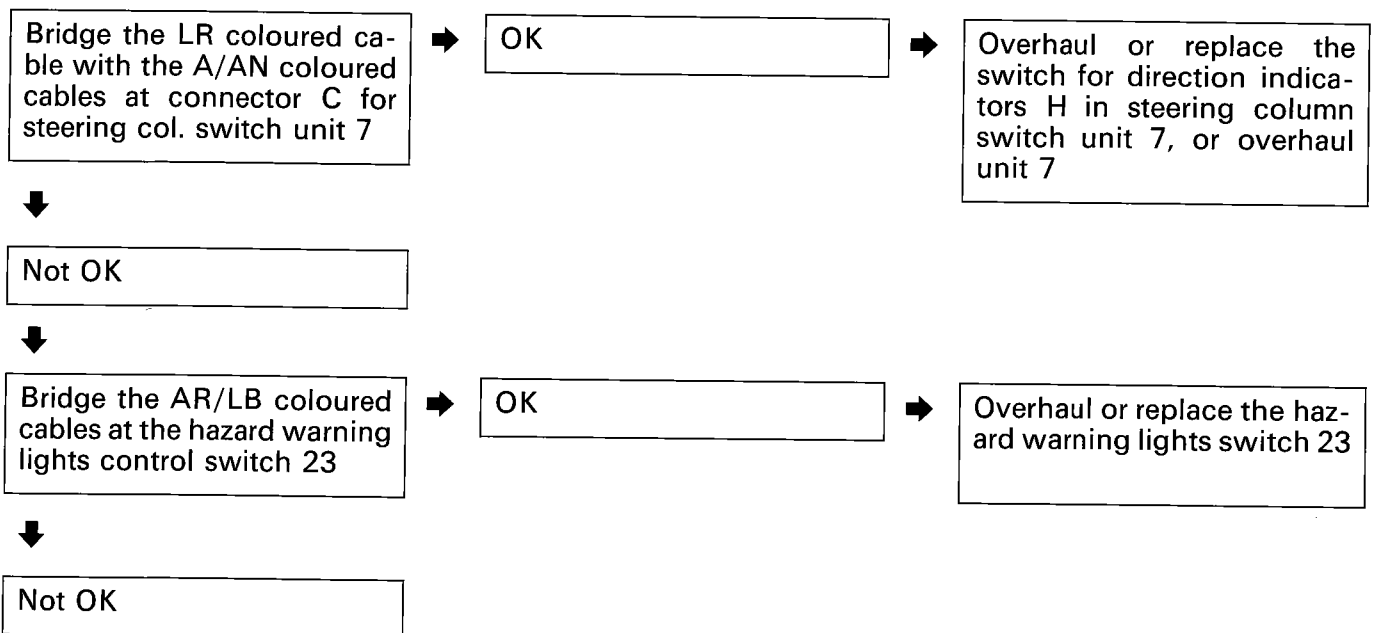 Bridge the LR coloured ca-
ble with the A/AN coloured
cables at connector C for
steering col. switch unit 7
OK
Overhaul or replace the
switch for direction indica-
tors H in steering column
switch unit 7, or overhaul
unit 7
Not OK
Bridge the AR/LB coloured
cables at the hazard warning
lights control switch 23
OK
Overhaul or replace the haz-
ard warning lights switch 23
Not OK